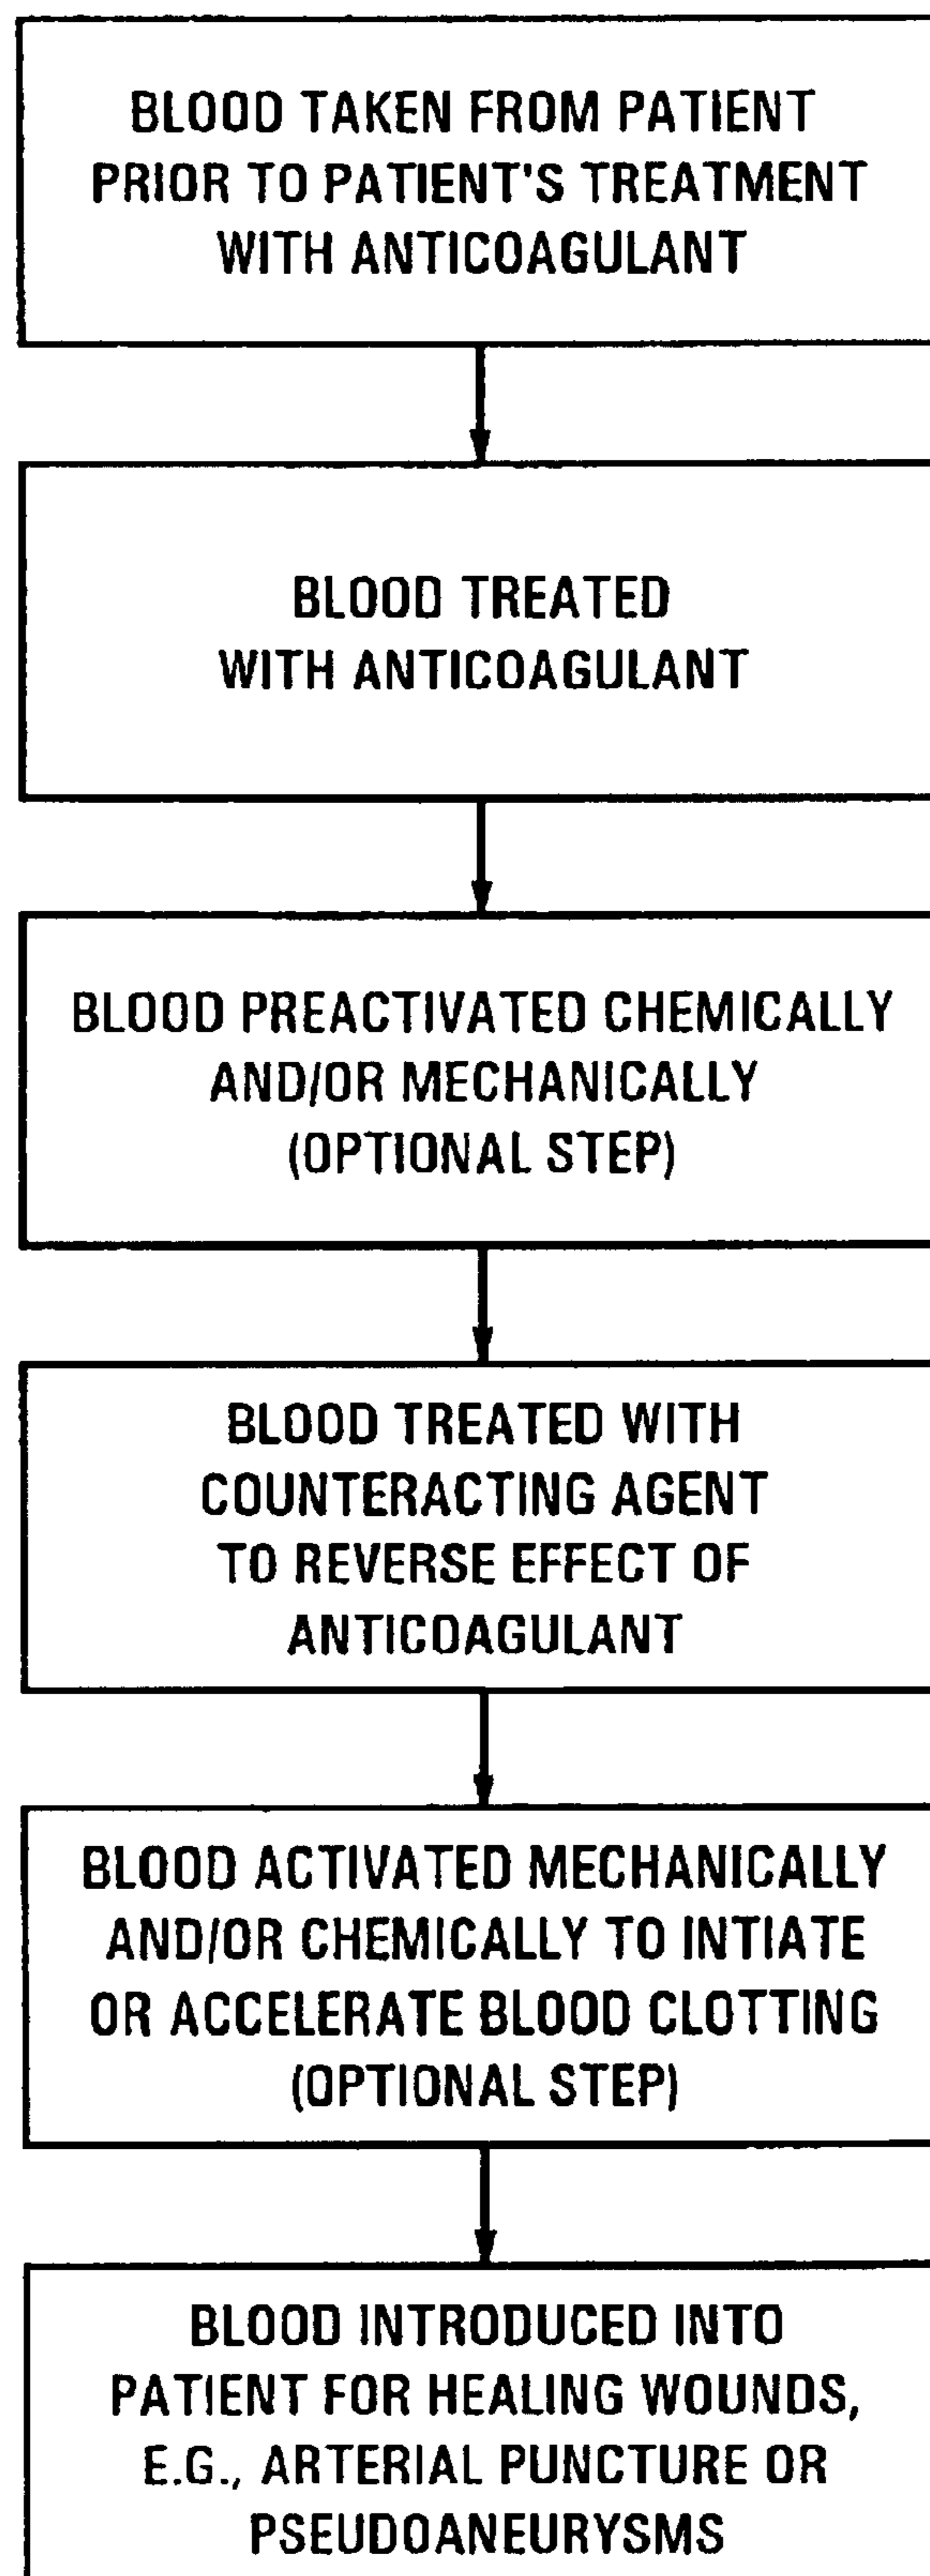 BLOOD TAKEN FROM PATIENT
PRIOR TO PATIENT'S TREATMENT
WITH ANTICOAGULANT
BLOOD TREATED
WITH ANTICOAGULANT
BLOOD PREACTIVATED CHEMICALLY
AND/OR MECHANICALLY
(OPTIONAL STEP)
BLOOD TREATED WITH
COUNTERACTING AGENT
TO REVERSE EFFECT OF
ANTICOAGULANT
BLOOD ACTIVATED MECHANICALLY
AND/OR CHEMICALLY TO INTIATE
OR ACCELERATE BLOOD CLOTTING
(OPTIONAL STEP)
BLOOD INTRODUCED INTO
PATIENT FOR HEALING WOUNDS,
E.G., ARTERIAL PUNCTURE OR
PSEUDOANEURYSMS